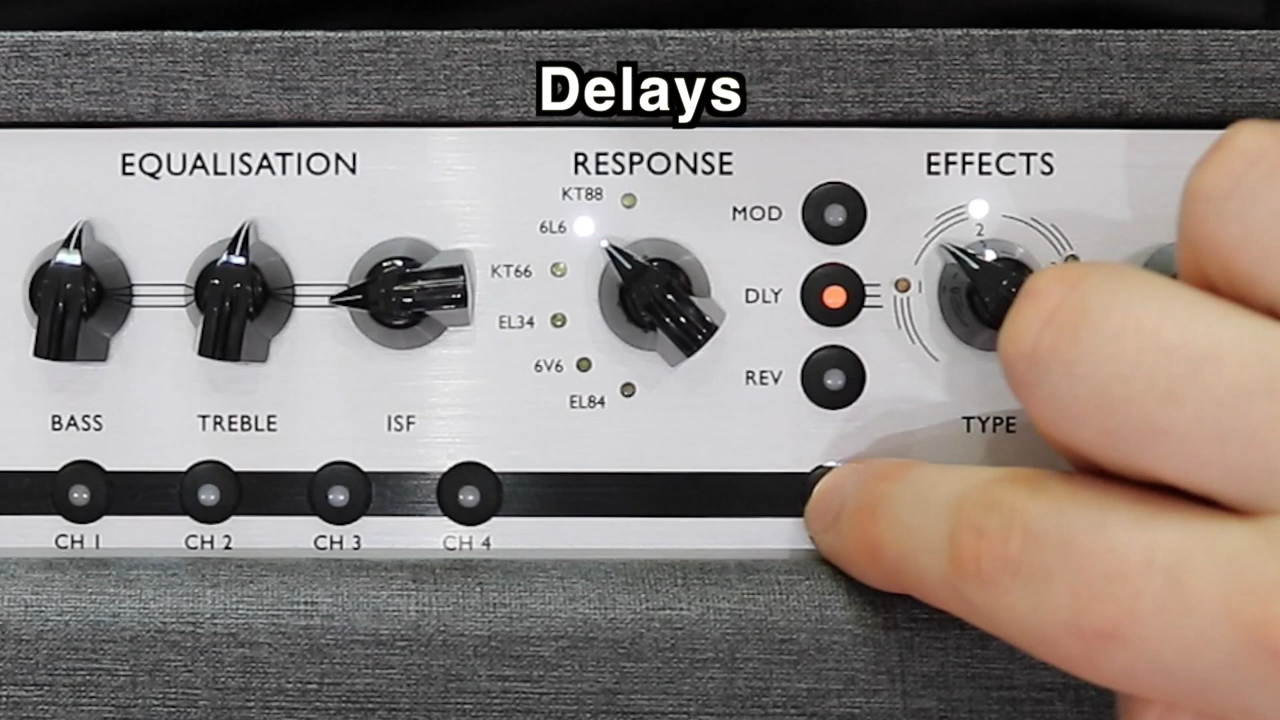 Delays
EQUALISATION
RESPONSE
EFFECTS
KT88
6L6
KT66
EL34
6V6
EL84
MOD
DLY
REV
1
2
BASS
TREBLE
ISF
TYPE
CH 1
CH 2
CH 3
CH 4